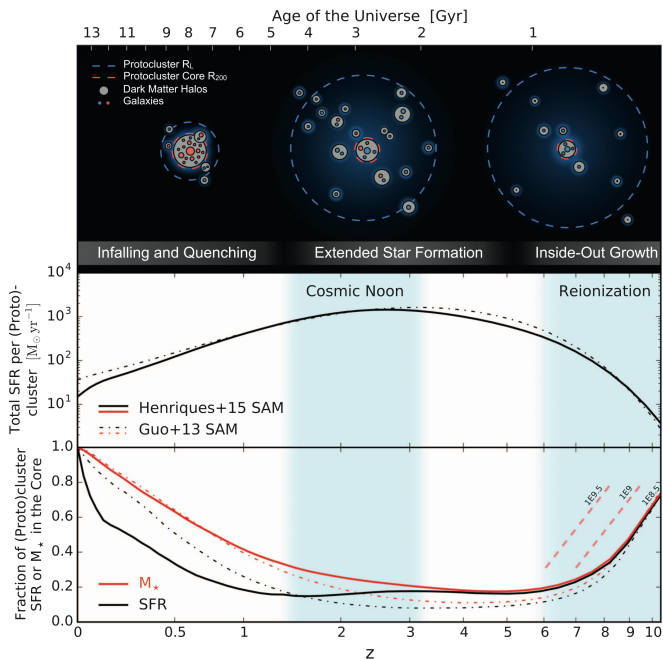 Age of the Universe [Gyr]
13 11 9 8 7 6 5 4 3 2 1
Protocluster R_L
Protocluster Core R_200
Dark Matter Halos
Galaxies
Infalling and Quenching
Extended Star Formation
Inside-Out Growth
Total SFR per (Proto)-
cluster [M_⊙ yr^−1]
10^4
10^3
10^2
10^1
Cosmic Noon
Reionization
Henriques+15 SAM
Guo+13 SAM
Fraction of (Proto)cluster
SFR or M_⋆ in the Core
1.0
0.8
0.6
0.4
0.2
0.0
1E9.5
1E9
1E8.5
M_⋆
SFR
0 0.5 1 2 3 4 5 6 7 8 9 10
z